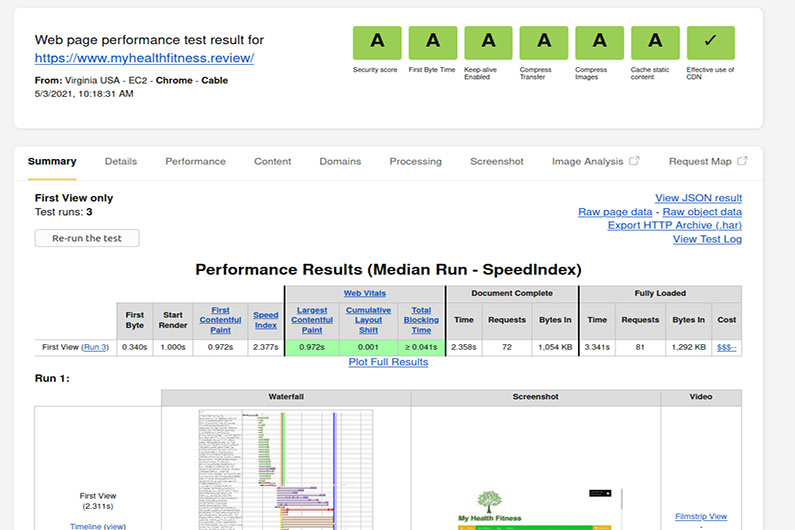 Web page performance test result for
https://www.myhealthfitness.review/
From: Virginia USA - EC2 - Chrome - Cable
5/3/2021, 10:18:31 AM
A A A A A A ✓
Security score First Byte Time Keep-alive Enabled Compress Transfer Compress Images Cache static content Effective use of CDN
Summary Details Performance Content Domains Processing Screenshot Image Analysis Request Map
First View only
Test runs: 3
Re-run the test
View JSON result
Raw page data - Raw object data
Export HTTP Archive (.har)
View Test Log
Performance Results (Median Run - SpeedIndex)
Web Vitals Document Complete Fully Loaded
First Byte Start Render First Contentful Paint Speed Index Largest Contentful Paint Cumulative Layout Shift Total Blocking Time Time Requests Bytes In Time Requests Bytes In Cost
First View (Run 3) 0.340s 1.000s 0.972s 2.377s 0.972s 0.001 ≥ 0.041s 2.358s 72 1,054 KB 3.341s 81 1,292 KB $$$--
Plot Full Results
Run 1:
Waterfall Screenshot Video
First View
(2.311s)
Timeline (view)
My Health Fitness
Filmstrip View